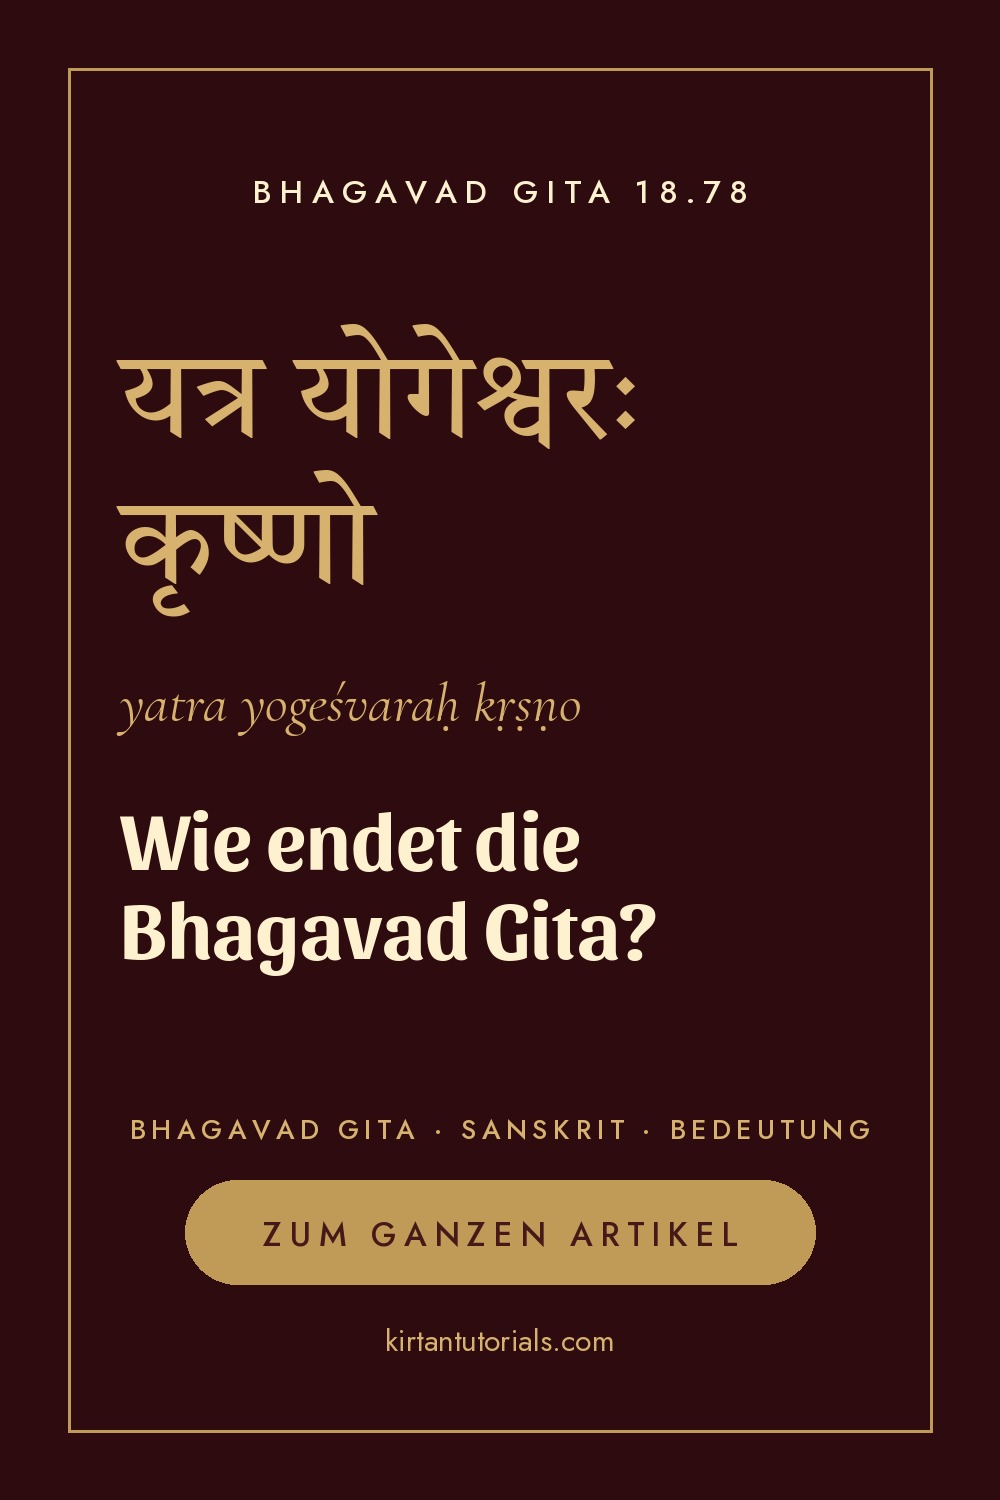 BHAGAVAD GITA 18.78
यत्र योगेश्वरः
कृष्णो
yatra yogeśvaraḥ kṛṣṇo
Wie endet die
Bhagavad Gita?
BHAGAVAD GITA · SANSKRIT · BEDEUTUNG
ZUM GANZEN ARTIKEL
kirtantutorials.com